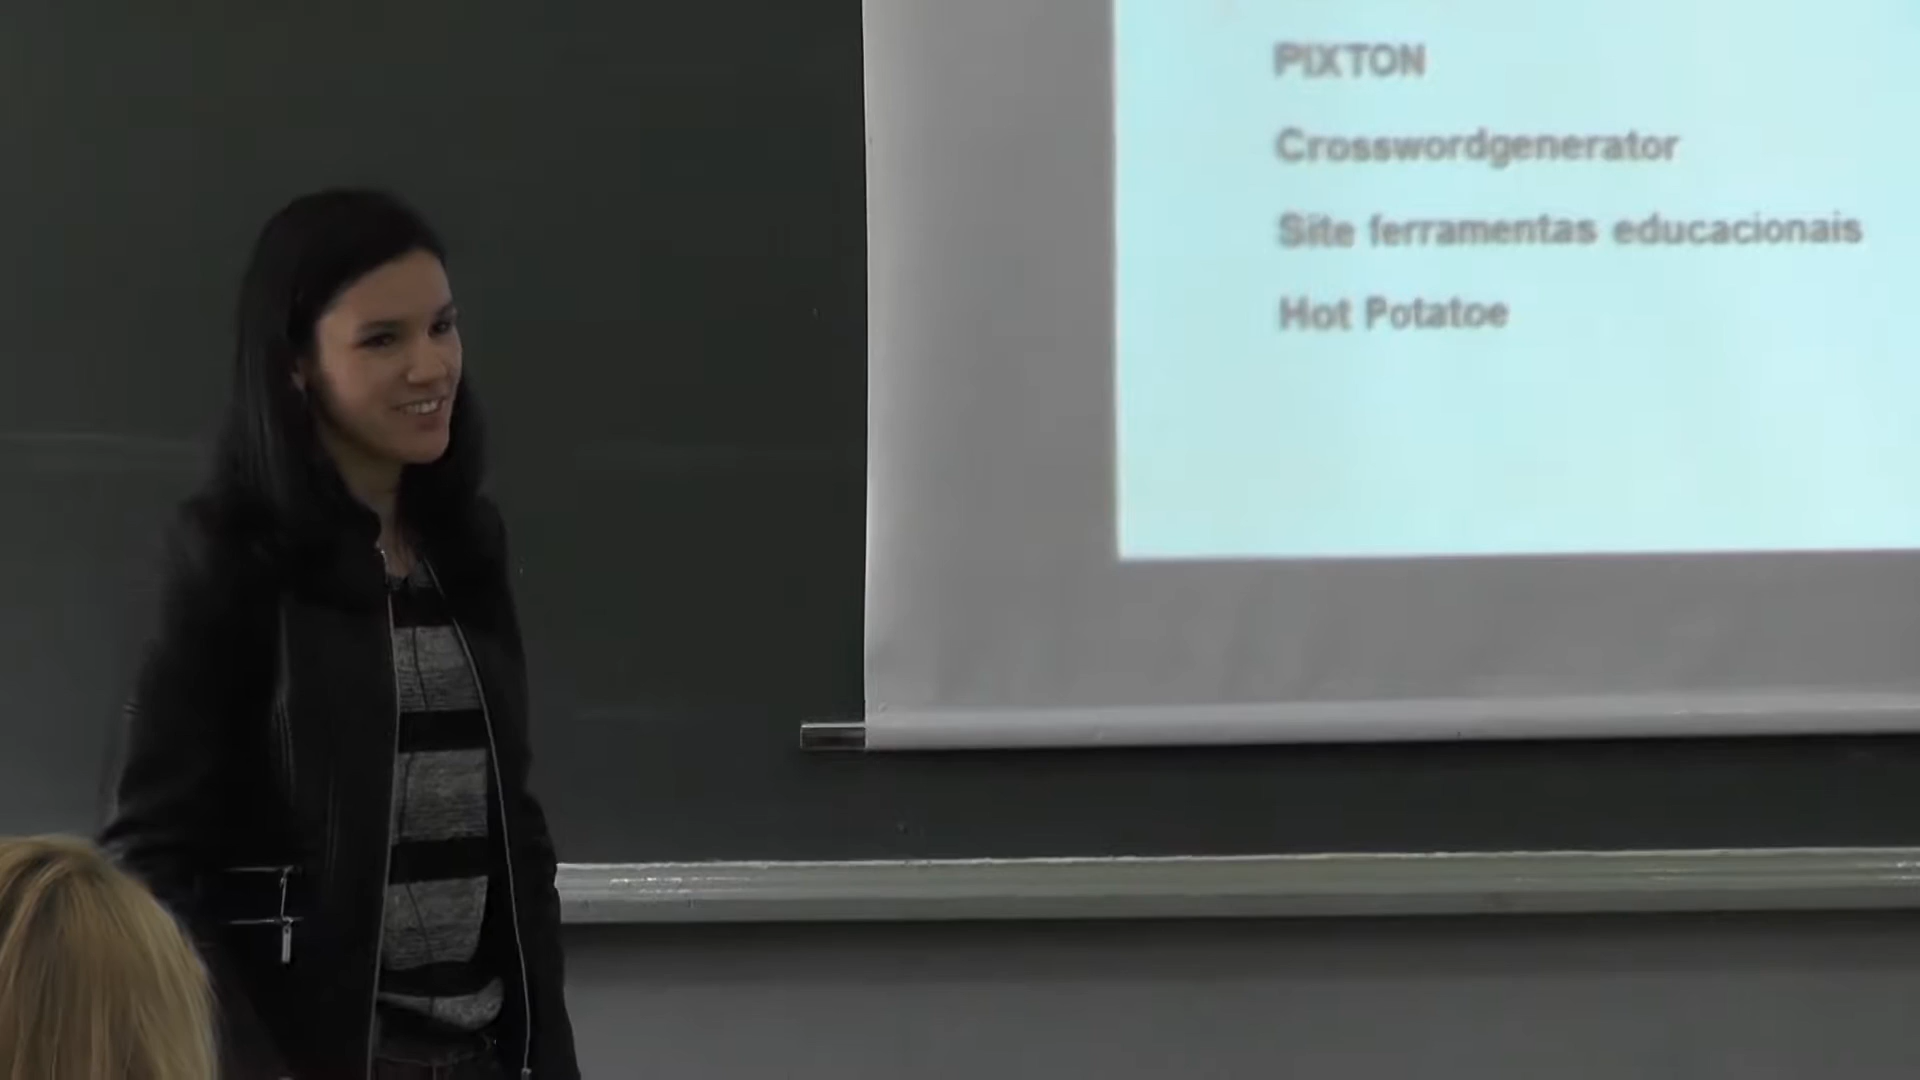 PIXTON
Crosswordgenerator
Site ferramentas educacionais
Hot Potatoe